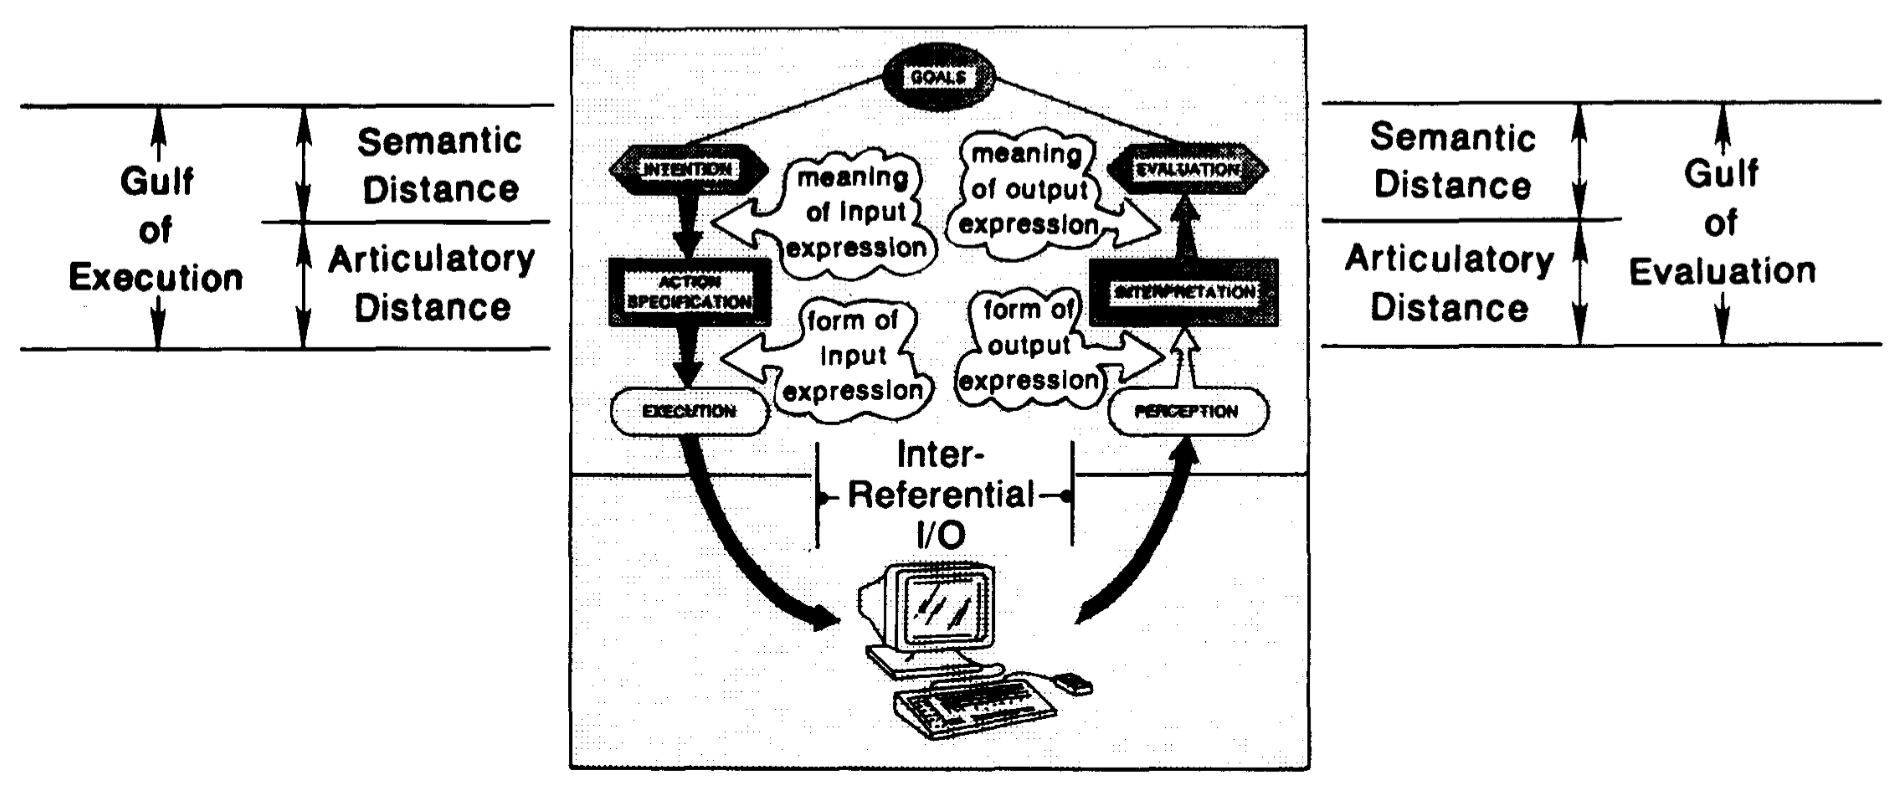 GOALS
Gulf
of
Execution
Semantic
Distance
Articulatory
Distance
INTENTION
meaning
of input
expression
ACTION
SPECIFICATION
form of
input
expression
EXECUTION
meaning
of output
expression
EVALUATION
form of
output
expression
INTERPRETATION
PERCEPTION
Inter-
Referential
I/O
Semantic
Distance
Articulatory
Distance
Gulf
of
Evaluation